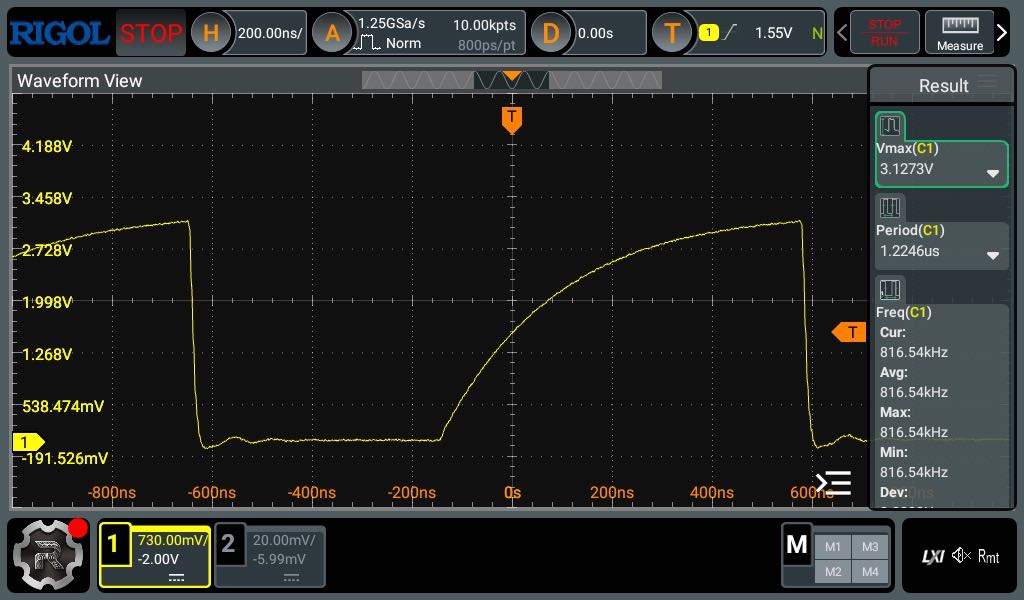 RIGOL STOP H 200.00ns/ A 1.25GSa/s 10.00kpts D 0.00s T 1 1.55V N STOP
Norm 800ps/pt RUN Measure
Waveform View T Result
4.188V
Vmax(C1)
3.1273V
3.458V
Period(C1)
2.728V
1.2246us
1.998V
Freq(C1)
T
Cur:
1.268V
816.54kHz
Avg:
816.54kHz
538.474mV
Max:
816.54kHz
1
Min:
-191.526mV
816.54kHz
-800ns -600ns -400ns -200ns 0s 200ns 400ns 600ns Dev:
R 1 730.00mV/ 2 20.00mV/ M M1 M3
-2.00V -5.99mV M2 M4 LXI Rmt